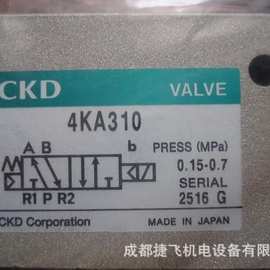 CKD
VALVE
4KA310
A B
b
PRESS (MPa)
0.15-0.7
R1 P R2
SERIAL
2516 G
CKD Corporation
MADE IN JAPAN
成都捷飞机电设备有限公司